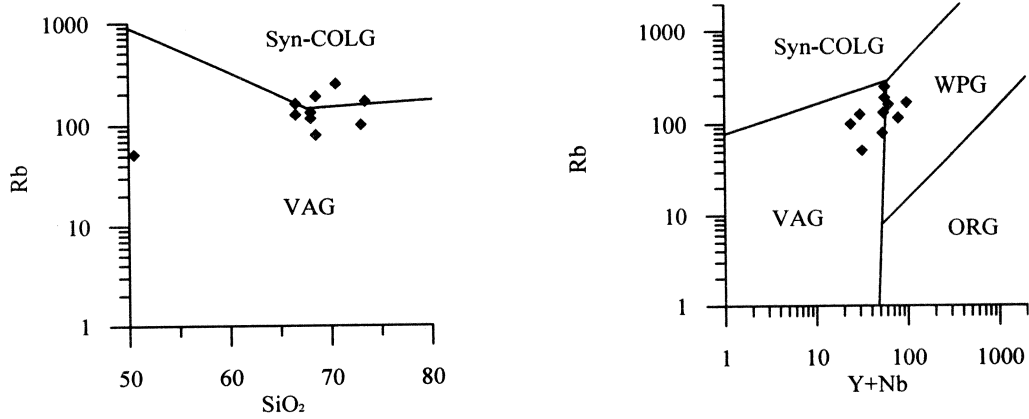 1000
Syn-COLG
100
Rb
VAG
10
1
50 60 70 80
SiO₂
1000
Syn-COLG
WPG
100
Rb
VAG
ORG
10
1
1 10 100 1000
Y+Nb